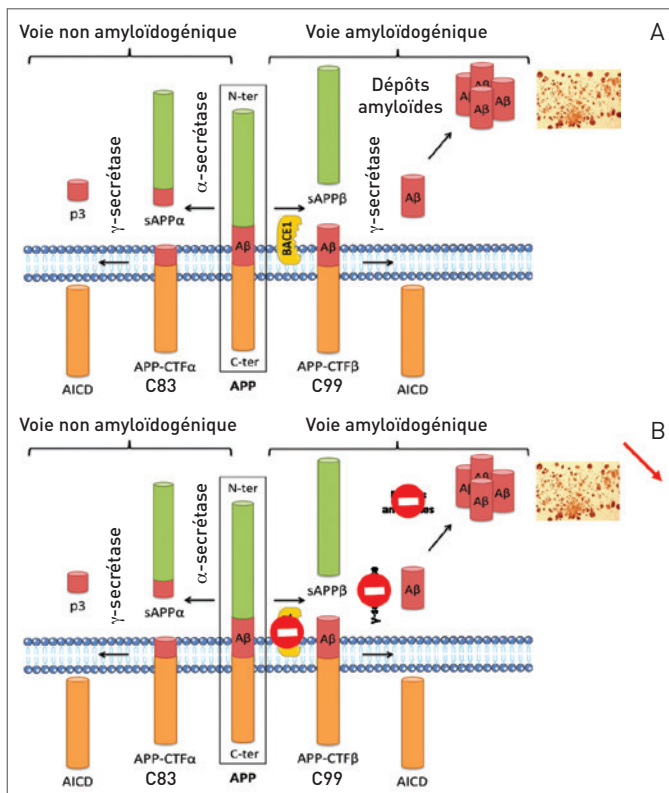 Voie non amyloïdogénique
Voie amyloïdogénique
A
N-ter
Dépôts
amyloïdes
Aβ
Aβ
Aβ
Aβ
α-sécrétase
γ-secrétase
γ-secrétase
p3
sAPPα
sAPPβ
Aβ
Aβ
BACE1
Aβ
C-ter
AICD
APP-CTFα
C83
APP
APP-CTFβ
C99
AICD
Voie non amyloïdogénique
Voie amyloïdogénique
B
N-ter
Aβ
Aβ
Aβ
Aβ
α-secrétase
γ-secrétase
p3
sAPPα
sAPPβ
Aβ
Aβ
Aβ
C-ter
AICD
APP-CTFα
C83
APP
APP-CTFβ
C99
AICD